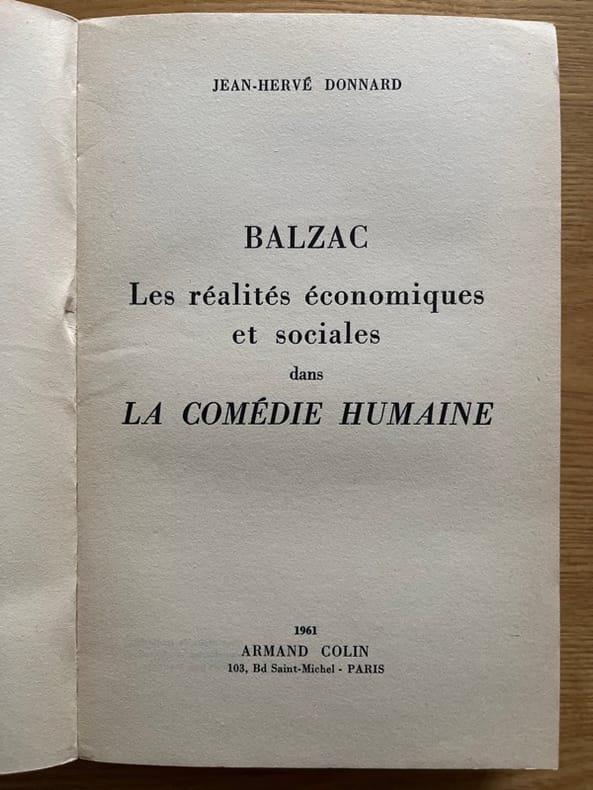 JEAN-HERVÉ DONNARD
BALZAC
Les réalités économiques
et sociales
dans
LA COMÉDIE HUMAINE
1961
ARMAND COLIN
103, Bd Saint-Michel - PARIS